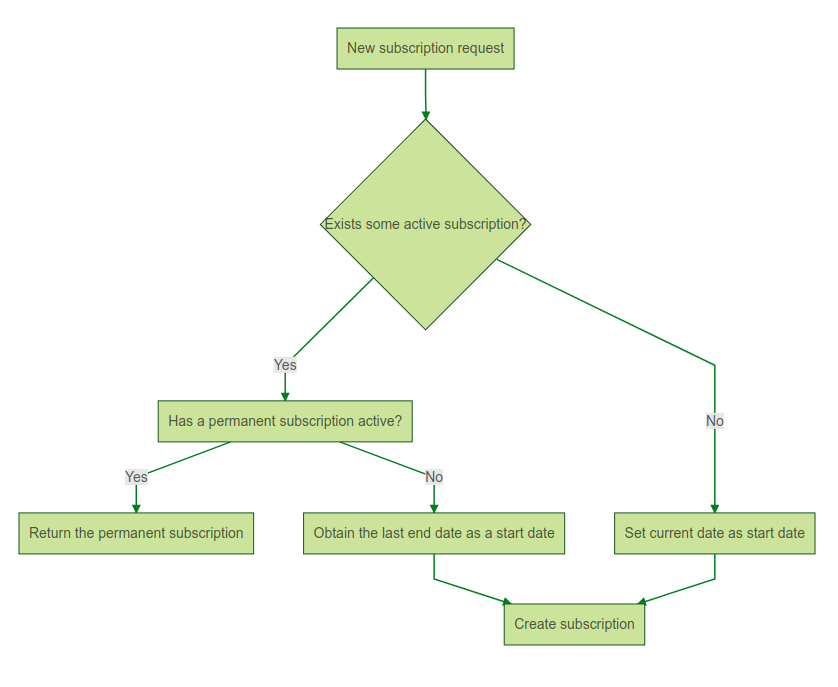 New subscription request
Exists some active subscription?
Yes
Has a permanent subscription active?
No
Yes
No
Return the permanent subscription
Obtain the last end date as a start date
Set current date as start date
Create subscription